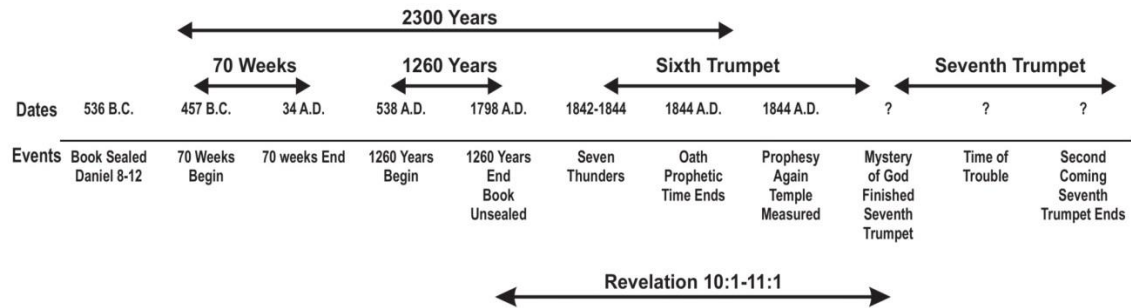 2300 Years
70 Weeks 1260 Years Sixth Trumpet Seventh Trumpet
Dates 536 B.C. 457 B.C. 34 A.D. 538 A.D. 1798 A.D. 1842-1844 1844 A.D. 1844 A.D. ? ? ?
Events Book Sealed 70 Weeks 70 weeks End 1260 Years 1260 Years Seven Oath Prophesy Mystery Time of Second
Daniel 8-12 Begin Begin End Thunders Prophetic Again of God Trouble Coming
Book Time Ends Temple Finished Seventh
Unsealed Measured Seventh Trumpet Ends
Trumpet
Revelation 10:1-11:1